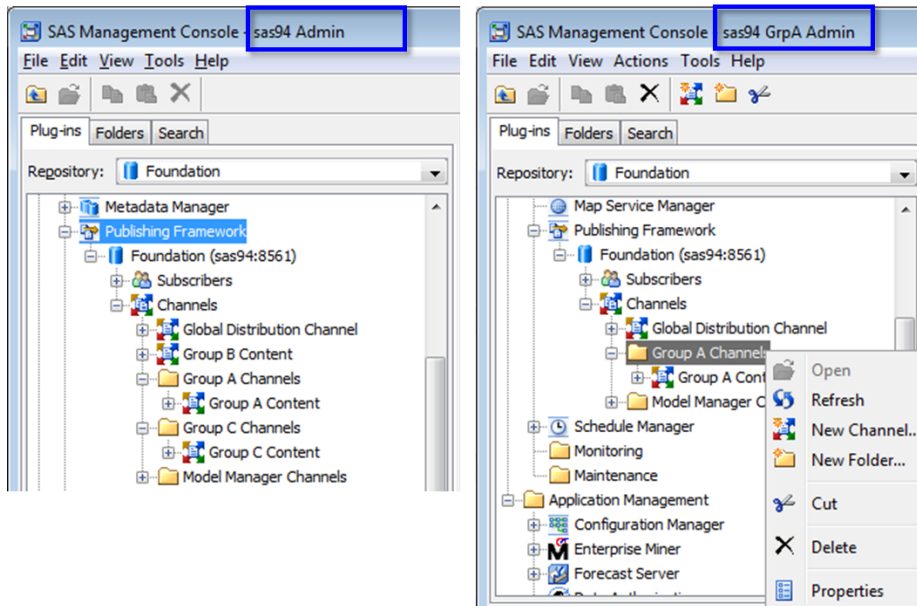 SAS Management Console - sas94 Admin
File Edit View Tools Help
Plug-ins Folders Search
Repository: Foundation
Metadata Manager
Publishing Framework
Foundation (sas94:8561)
Subscribers
Channels
Global Distribution Channel
Group B Content
Group A Channels
Group A Content
Group C Channels
Group C Content
Model Manager Channels
SAS Management Console sas94 GrpA Admin
File Edit View Actions Tools Help
Plug-ins Folders Search
Repository: Foundation
Map Service Manager
Publishing Framework
Foundation (sas94:8561)
Subscribers
Channels
Global Distribution Channel
Group A Channels
Group A Cont
Model Manager C
Schedule Manager
Monitoring
Maintenance
Application Management
Configuration Manager
Enterprise Miner
Forecast Server
Open
Refresh
New Channel..
New Folder...
Cut
Delete
Properties